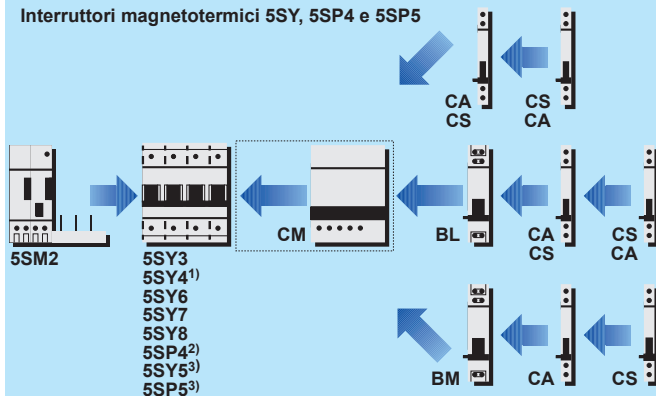 Interruttori magnetotermici 5SY, 5SP4 e 5SP5
CA CS
CS CA
5SM2
5SY3
5SY4¹⁾
5SY6
5SY7
5SY8
5SP4²⁾
5SY5³⁾
5SP5³⁾
CM
BL
CA
CS
CS
CA
BM
CA
CS